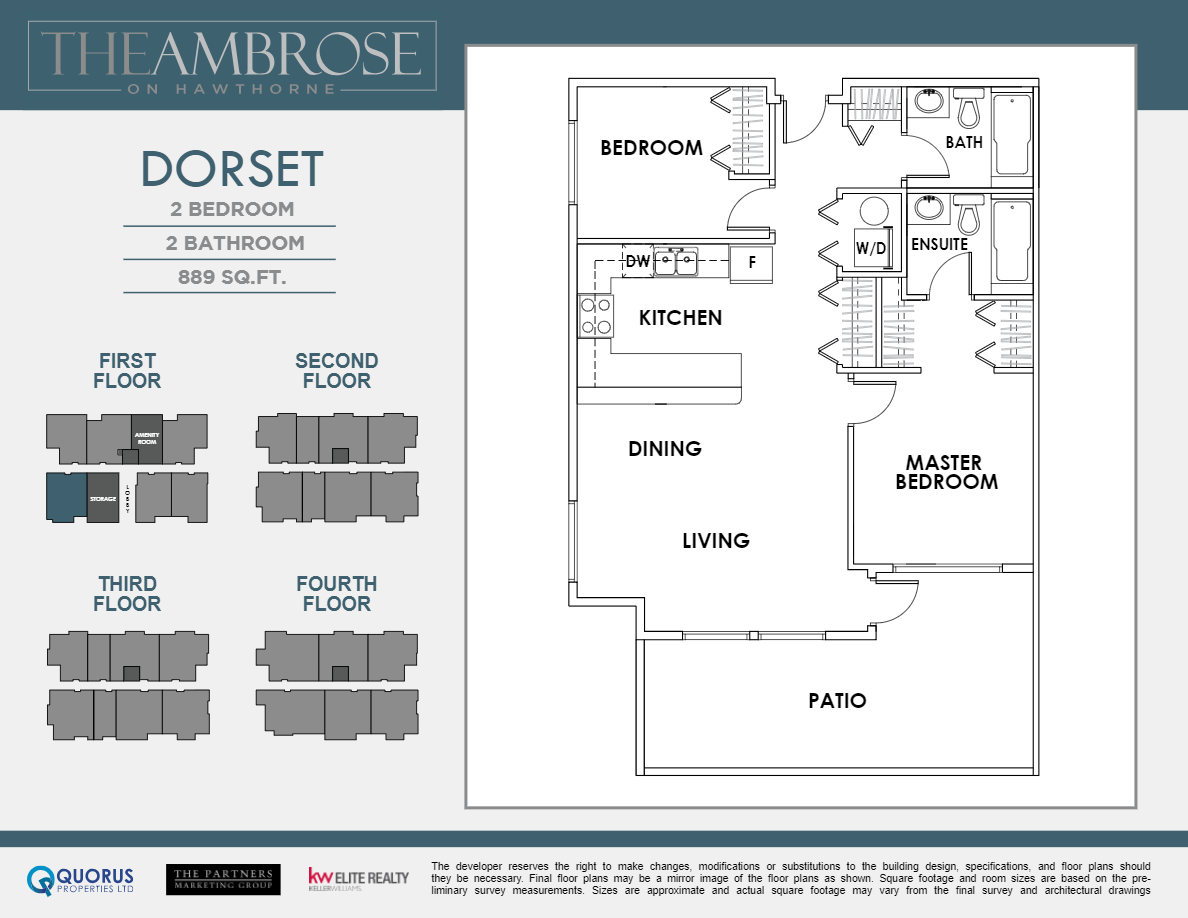 THEAMBROSE
ON HAWTHORNE
DORSET
2 BEDROOM
2 BATHROOM
889 SQ.FT.
FIRST
FLOOR
AMENITY
ROOM
STORAGE
LOBBY
SECOND
FLOOR
THIRD
FLOOR
FOURTH
FLOOR
BEDROOM
BATH
W/D
ENSUITE
DW
F
KITCHEN
DINING
MASTER
BEDROOM
LIVING
PATIO
QUORUS
PROPERTIES LTD
THE PARTNERS
MARKETING GROUP
kw ELITE REALTY
KELLERWILLIAMS
The developer reserves the right to make changes, modifications or substitutions to the building design, specifications, and floor plans should
they be necessary. Final floor plans may be a mirror image of the floor plans as shown. Square footage and room sizes are based on the pre-
liminary survey measurements. Sizes are approximate and actual square footage may vary from the final survey and architectural drawings